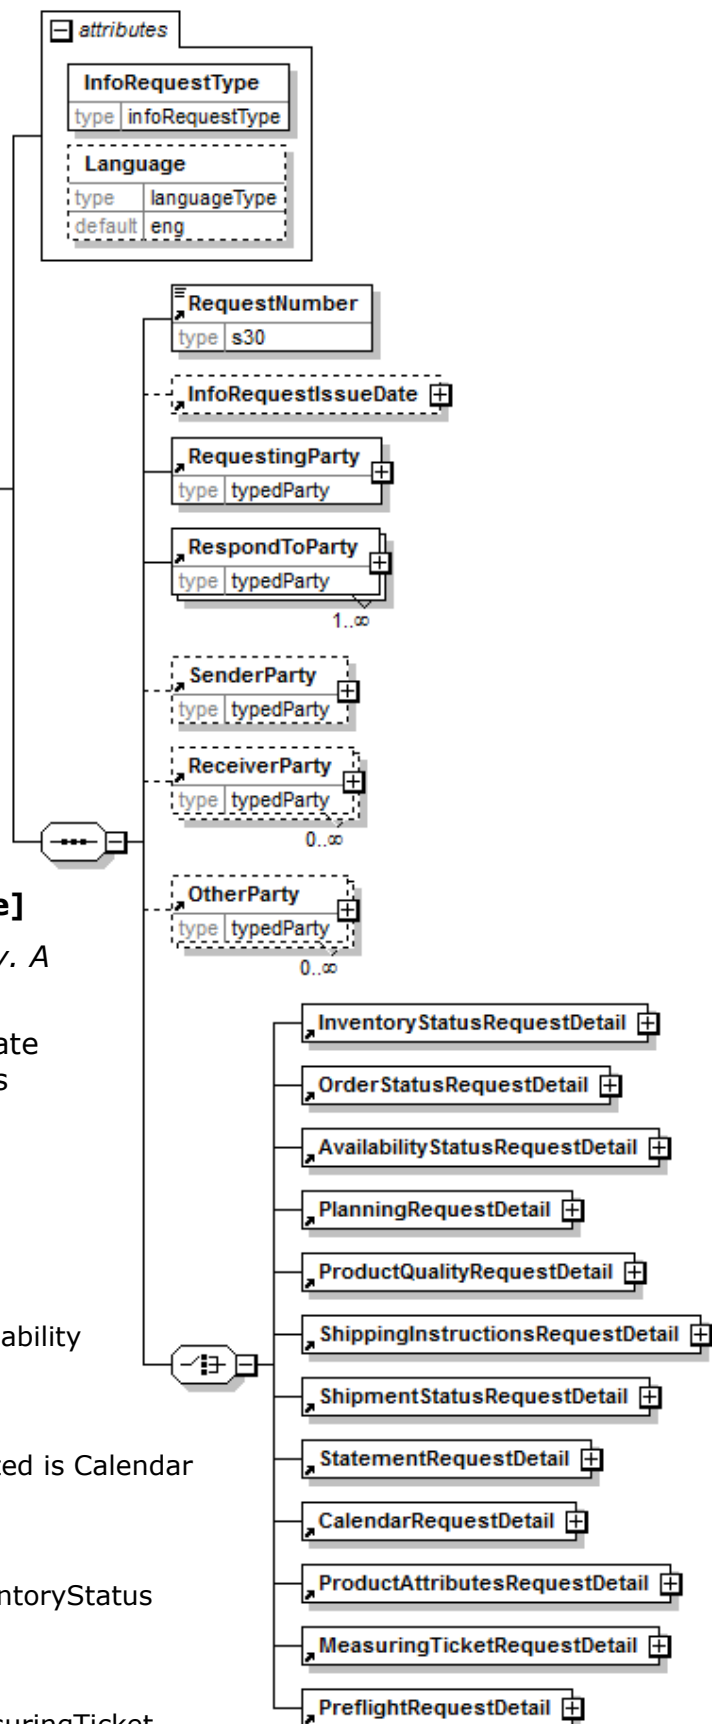 attributes
InfoRequestType
type infoRequestType
Language
type languageType
default eng
RequestNumber
type s30
InfoRequestIssueDate
RequestingParty
type typedParty
RespondToParty
type typedParty
1..∞
SenderParty
type typedParty
ReceiverParty
type typedParty
0..∞
e]
OtherParty
type typedParty
y. A
0..∞
InventoryStatusRequestDetail
ate
s
OrderStatusRequestDetail
AvailabilityStatusRequestDetail
PlanningRequestDetail
ProductQualityRequestDetail
ability
ShippingInstructionsRequestDetail
ShipmentStatusRequestDetail
ted is Calendar
StatementRequestDetail
CalendarRequestDetail
ntoryStatus
ProductAttributesRequestDetail
MeasuringTicketRequestDetail
PreflightRequestDetail
suringTicket